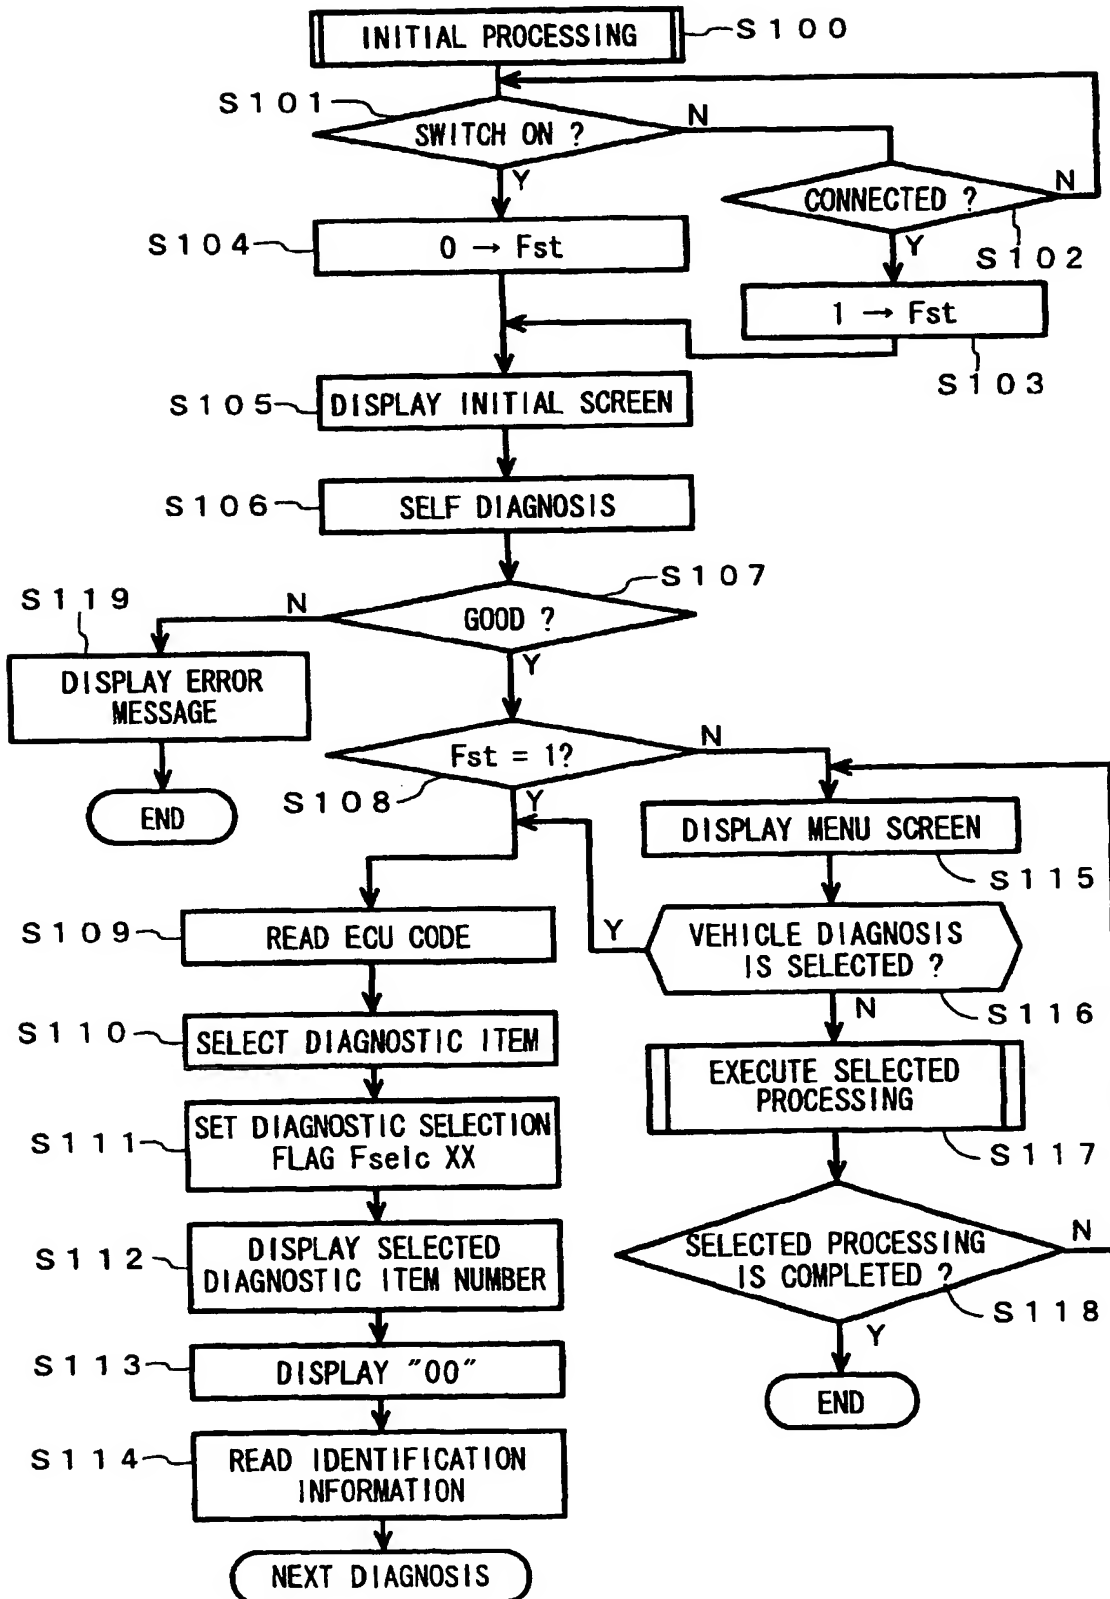 INITIAL PROCESSING
S100
S101
SWITCH ON ?
N
Y
CONNECTED ?
N
S102
Y
S104
0 → Fst
1 → Fst
S103
S105
DISPLAY INITIAL SCREEN
S106
SELF DIAGNOSIS
S107
S119
N
GOOD ?
Y
DISPLAY ERROR
MESSAGE
END
Fst = 1?
N
S108
Y
DISPLAY MENU SCREEN
S115
S109
READ ECU CODE
Y
VEHICLE DIAGNOSIS
IS SELECTED ?
N
S116
S110
SELECT DIAGNOSTIC ITEM
EXECUTE SELECTED
PROCESSING
S117
S111
SET DIAGNOSTIC SELECTION
FLAG Fselc XX
S112
DISPLAY SELECTED
DIAGNOSTIC ITEM NUMBER
SELECTED PROCESSING
IS COMPLETED ?
N
S118
Y
S113
DISPLAY "00"
END
S114
READ IDENTIFICATION
INFORMATION
NEXT DIAGNOSIS